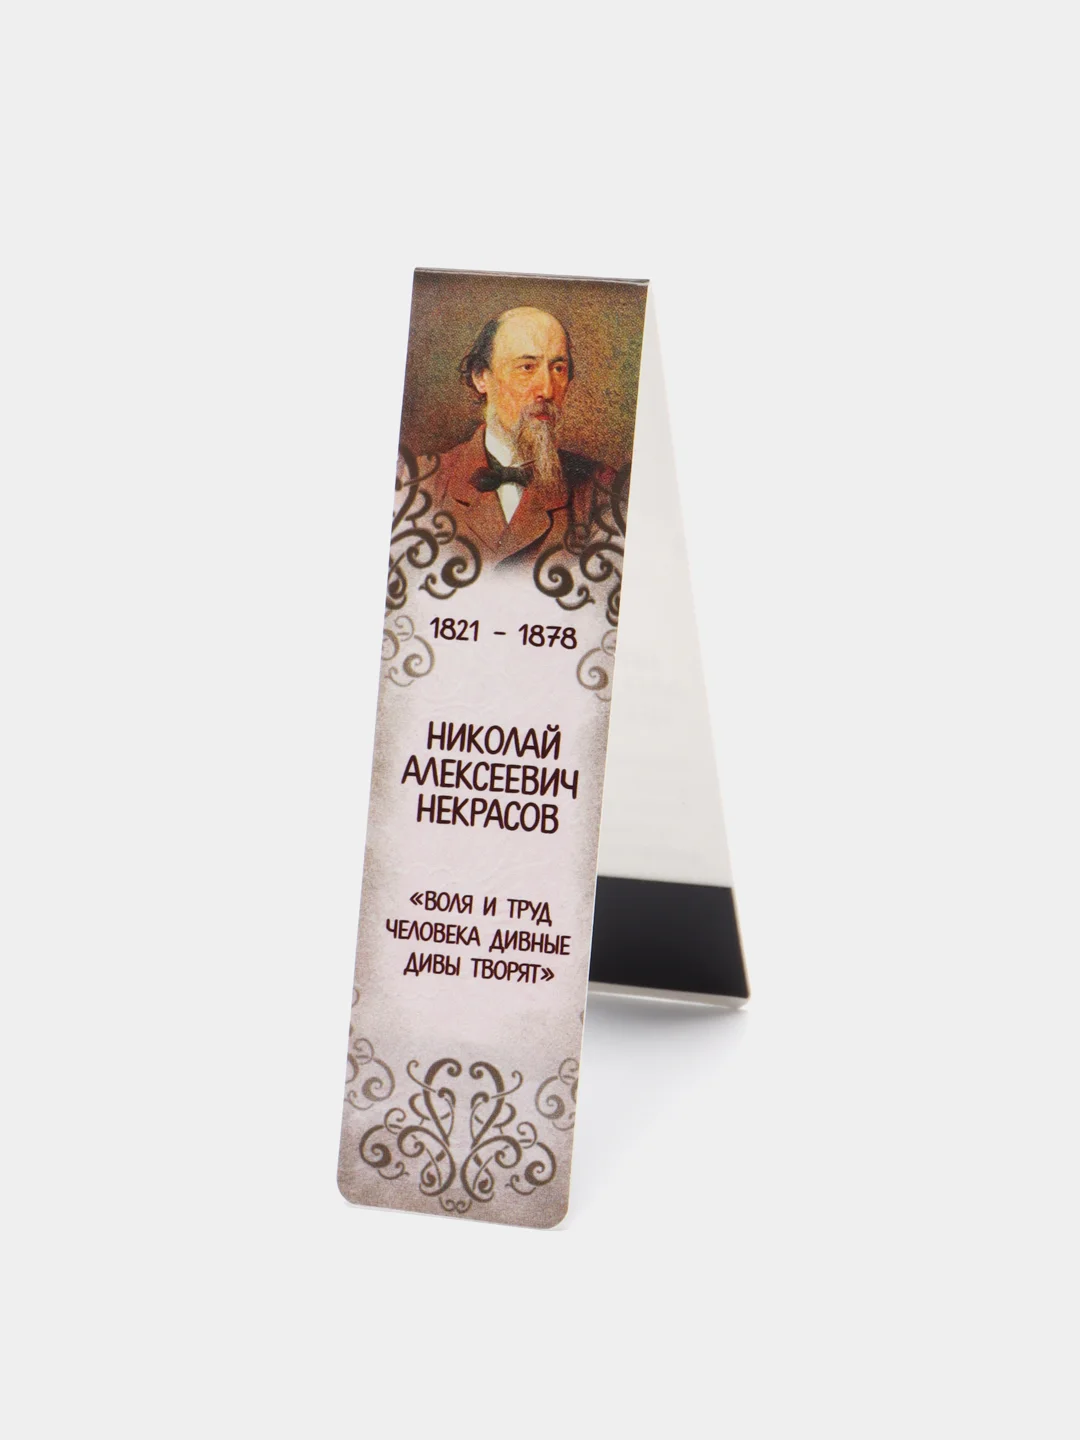 1821 - 1878
НИКОЛАЙ
АЛЕКСЕЕВИЧ
НЕКРАСОВ
«ВОЛЯ И ТРУД
ЧЕЛОВЕКА ДИВНЫЕ
ДИВЫ ТВОРЯТ»